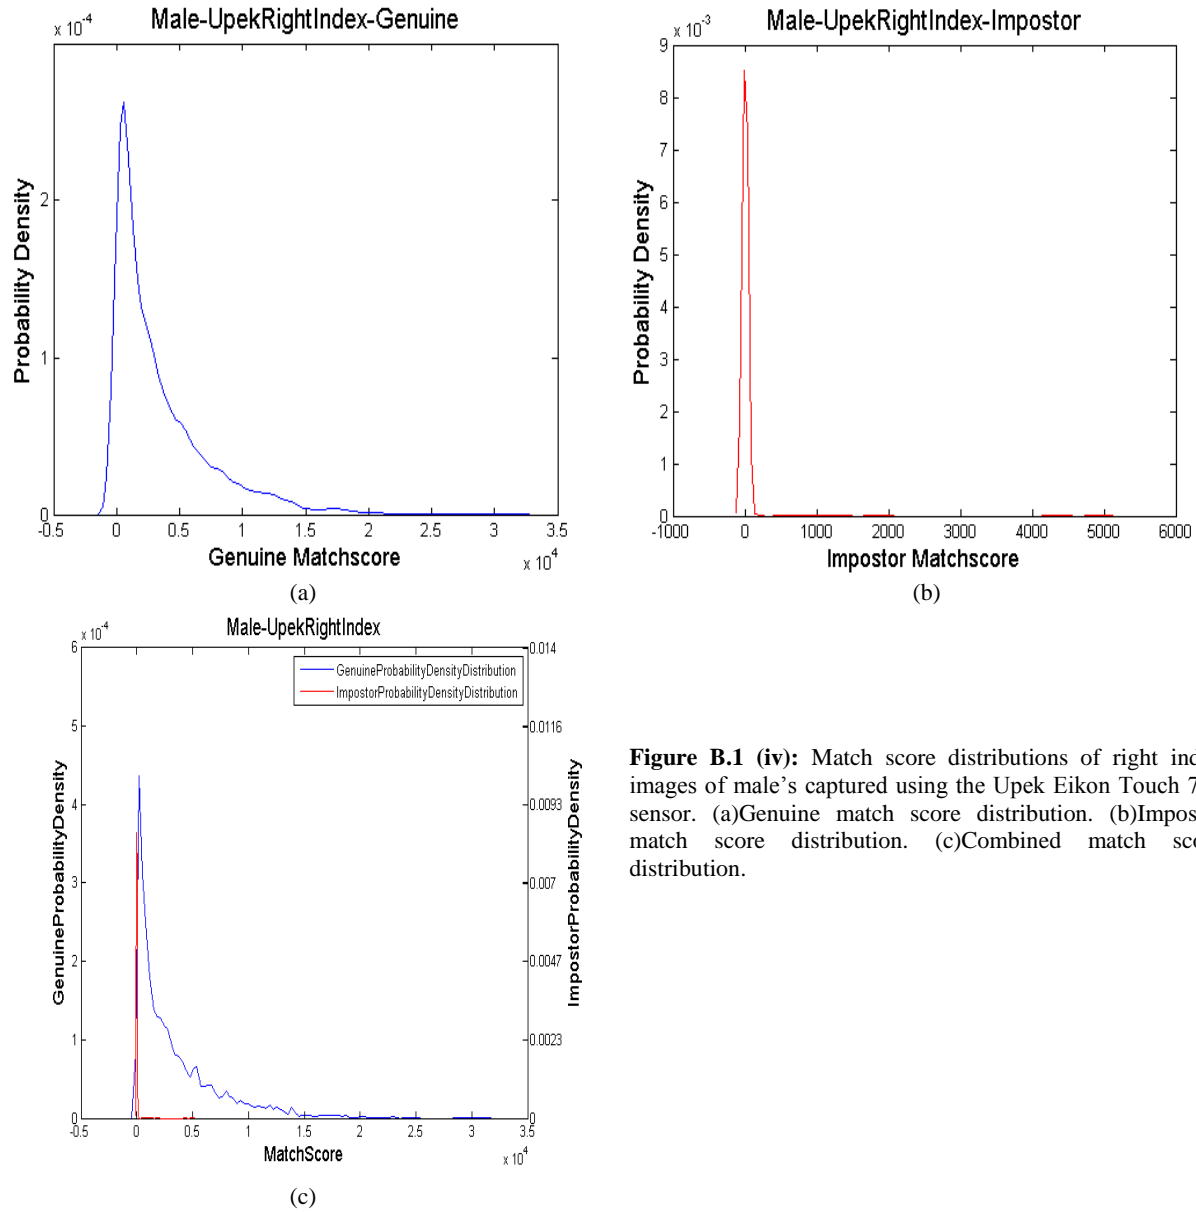 Male-UpekRightIndex-Genuine
x 10-4
2
1
0
-0.5 0 0.5 1 1.5 2 2.5 3 3.5
x 10^4
Probability Density
Genuine Matchscore
(a)
Male-UpekRightIndex-Impostor
x 10-3
9
8
7
6
5
4
3
2
1
0
-1000 0 1000 2000 3000 4000 5000 6000
Probability Density
Impostor Matchscore
(b)
Male-UpekRightIndex
x 10-4
6
5
4
3
2
1
0
GenuineProbabilityDensityDistribution
ImpostorProbabilityDensityDistribution
0.014
0.0116
0.0093
0.007
0.0047
0.0023
0
GenuineProbabilityDensity
ImpostorProbabilityDensity
-0.5 0 0.5 1 1.5 2 2.5 3 3.5
MatchScore
x 10^4
(c)
Figure B.1 (iv): Match score distributions of right ind
images of male's captured using the Upek Eikon Touch 7
sensor. (a)Genuine match score distribution. (b)Impos
match score distribution. (c)Combined match sco
distribution.